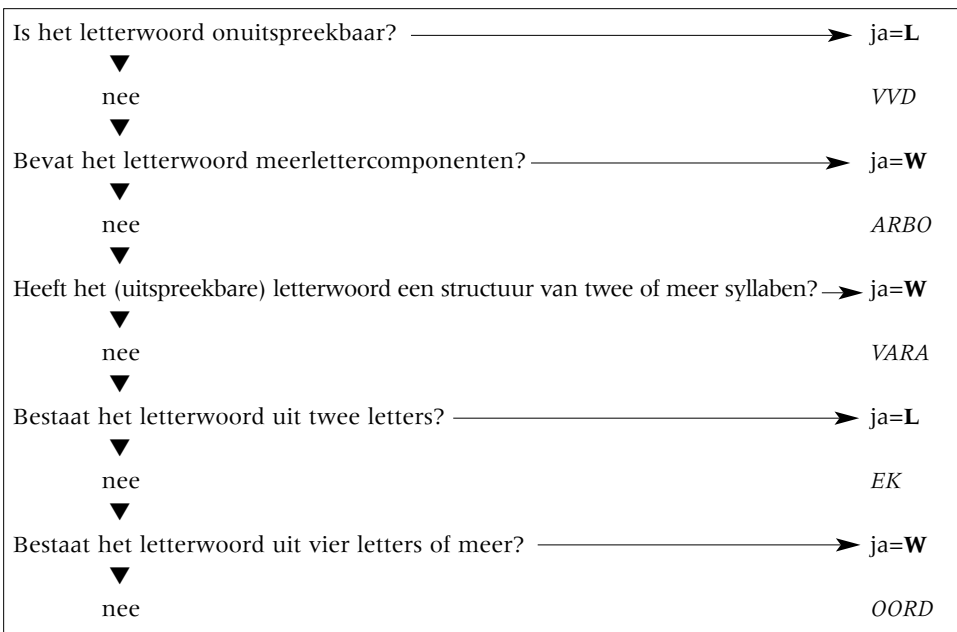 Is het letterwoord onuitspreekbaar? ja=L
nee VVD
Bevat het letterwoord meerlettercomponenten? ja=W
nee ARBO
Heeft het (uitspreekbare) letterwoord een structuur van twee of meer syllaben? ja=W
nee VARA
Bestaat het letterwoord uit twee letters? ja=L
nee EK
Bestaat het letterwoord uit vier letters of meer? ja=W
nee OORD